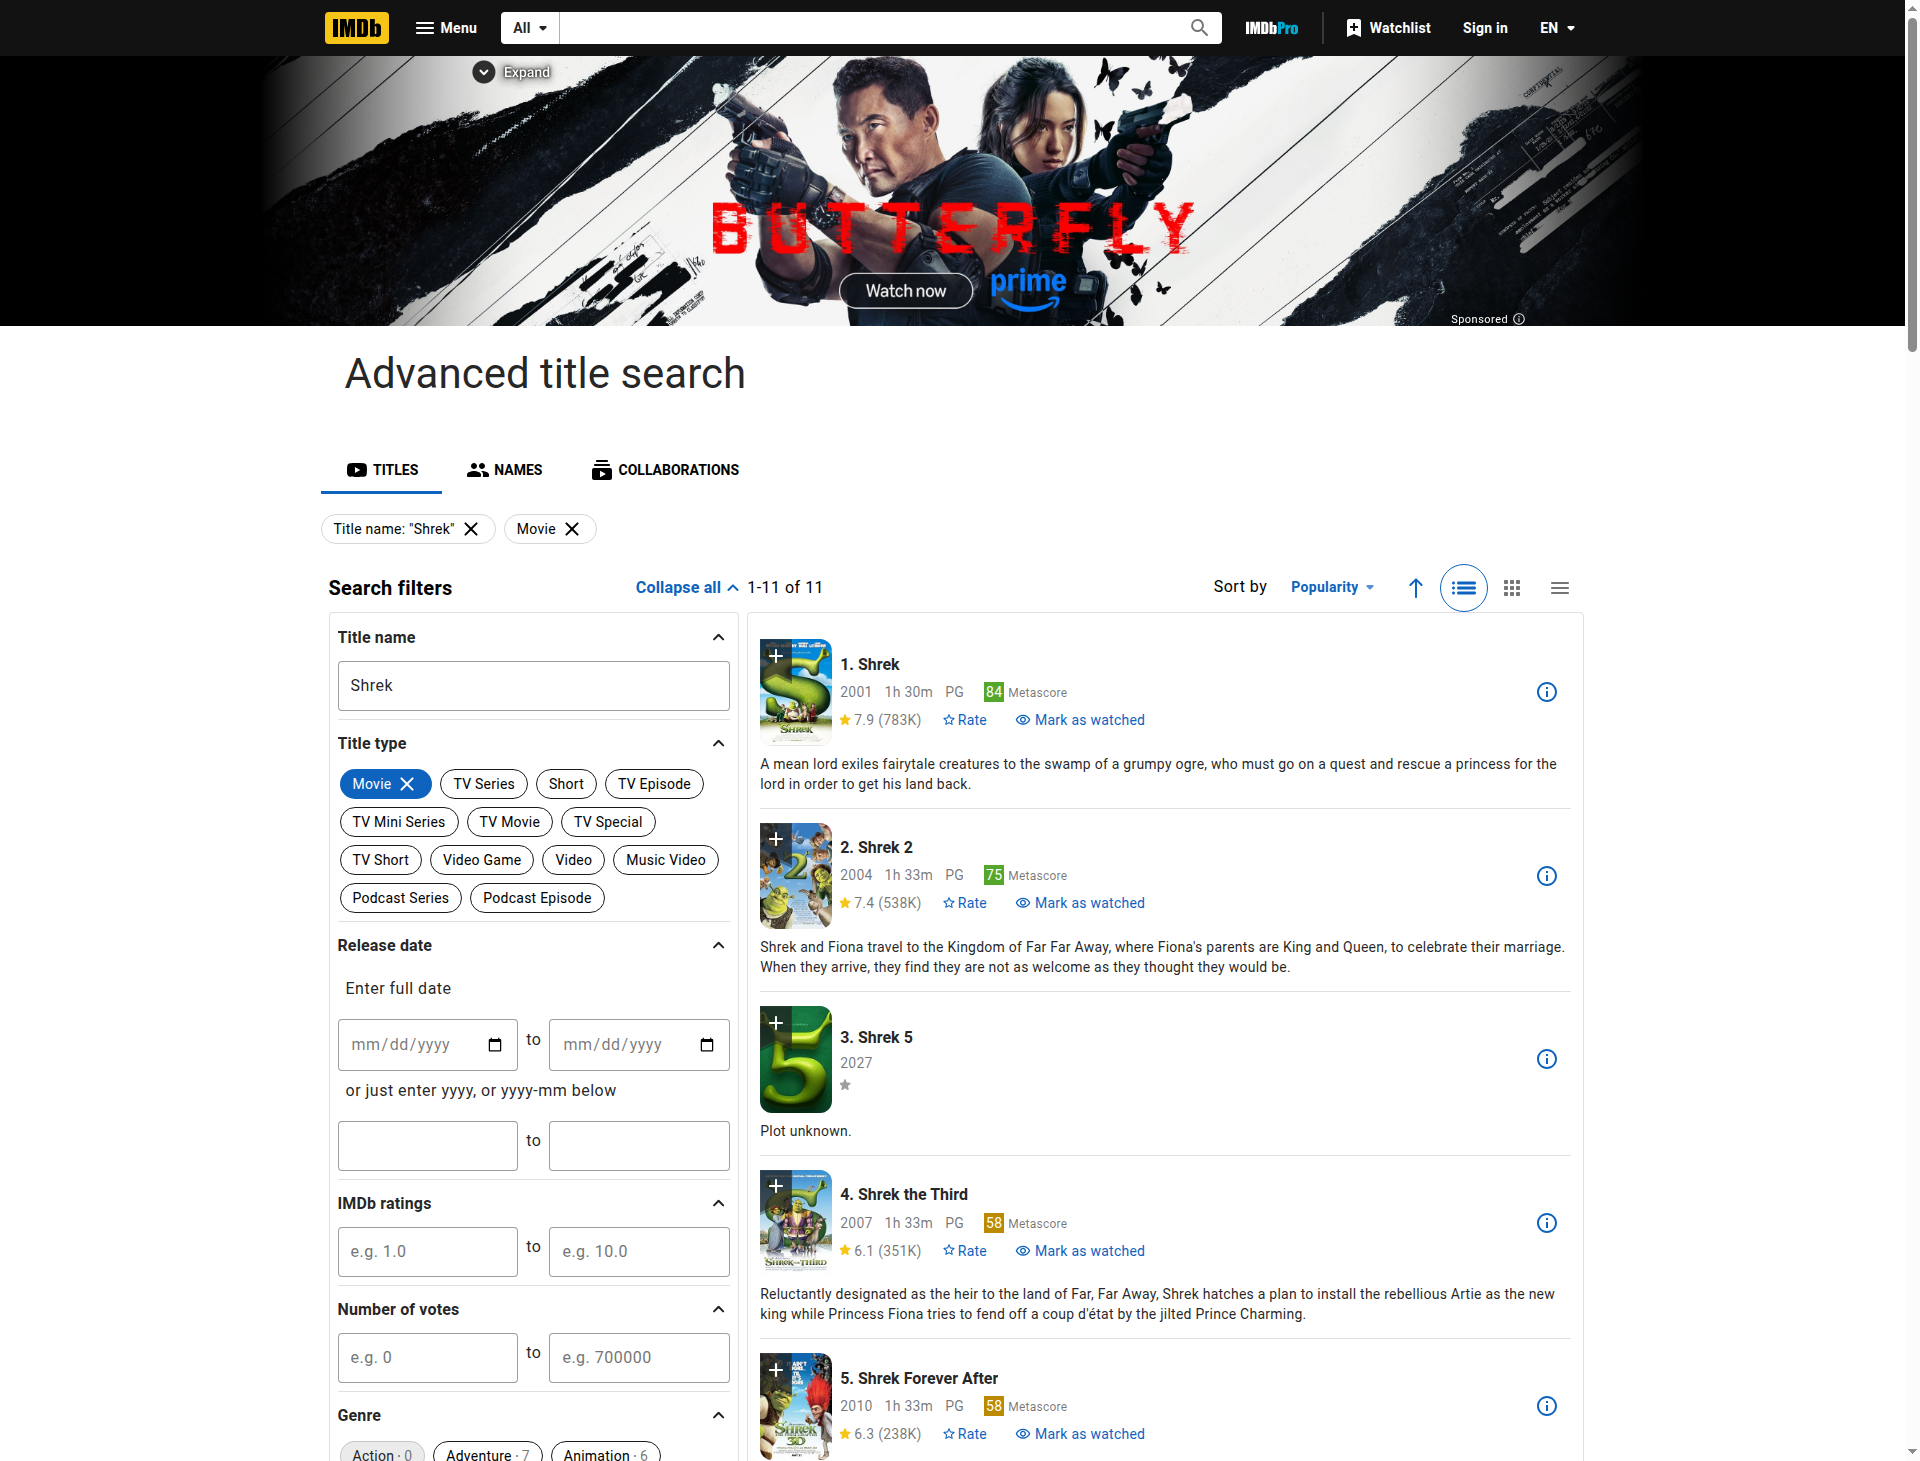 IMDb
Menu
All
IMDbPro
Watchlist
Sign in
EN
Expand
BUTTERFLY
Watch now
prime
CONFIDENTIAL
Sponsored
Advanced title search
TITLES
NAMES
COLLABORATIONS
Title name: "Shrek"
Movie
Search filters
Collapse all
1-11 of 11
Sort by
Popularity
Title name
Shrek
Title type
Movie
TV Series
Short
TV Episode
TV Mini Series
TV Movie
TV Special
TV Short
Video Game
Video
Music Video
Podcast Series
Podcast Episode
Release date
Enter full date
mm/dd/yyyy
to
mm/dd/yyyy
or just enter yyyy, or yyyy-mm below
to
IMDb ratings
e.g. 1.0
to
e.g. 10.0
Number of votes
e.g. 0
to
e.g. 700000
Genre
Action · 0
Adventure · 7
Animation · 6
SHREK
1. Shrek
2001 1h 30m PG 84 Metascore
7.9 (783K) Rate Mark as watched
A mean lord exiles fairytale creatures to the swamp of a grumpy ogre, who must go on a quest and rescue a princess for the
lord in order to get his land back.
2
2. Shrek 2
2004 1h 33m PG 75 Metascore
7.4 (538K) Rate Mark as watched
Shrek and Fiona travel to the Kingdom of Far Far Away, where Fiona's parents are King and Queen, to celebrate their marriage.
When they arrive, they find they are not as welcome as they thought they would be.
5
3. Shrek 5
2027
Plot unknown.
SHREK THE THIRD
4. Shrek the Third
2007 1h 33m PG 58 Metascore
6.1 (351K) Rate Mark as watched
Reluctantly designated as the heir to the land of Far, Far Away, Shrek hatches a plan to install the rebellious Artie as the new
king while Princess Fiona tries to fend off a coup d'état by the jilted Prince Charming.
SHREK
3D
5. Shrek Forever After
2010 1h 33m PG 58 Metascore
6.3 (238K) Rate Mark as watched